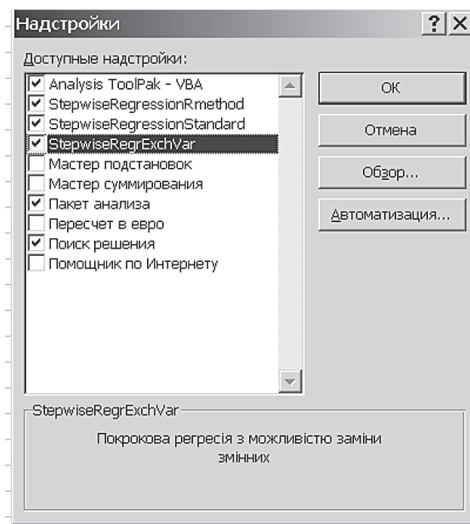 Надстройки
Доступные надстройки:
Analysis ToolPak - VBA
StepwiseRegressionRmethod
StepwiseRegressionStandard
StepwiseRegrExchVar
Мастер подстановок
Мастер суммирования
Пакет анализа
Пересчет в евро
Поиск решения
Помощник по Интернету
ОК
Отмена
Обзор...
Автоматизация...
StepwiseRegrExchVar
Покрокова регресія з можливістю заміни
змінних